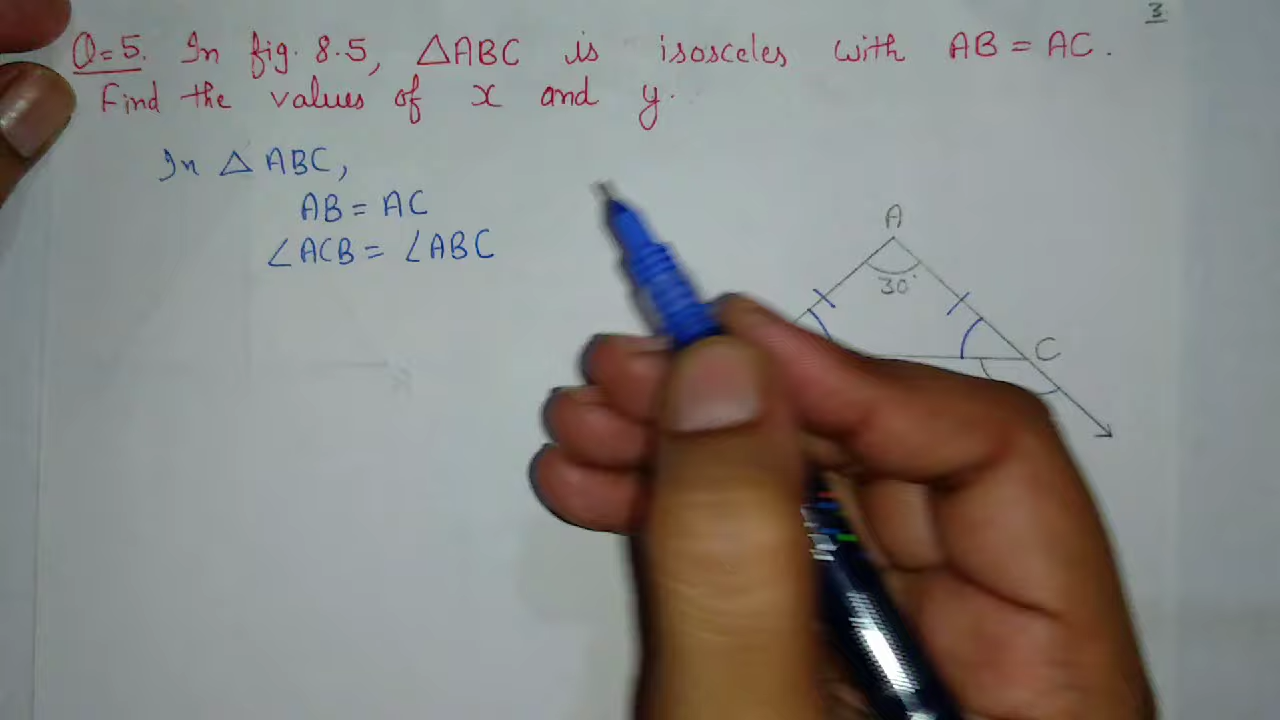 3
Q=5. In fig. 8.5, △ABC is isosceles with AB = AC.
Find the values of x and y.
In △ABC,
AB = AC
∠ACB = ∠ABC
A
30°
C